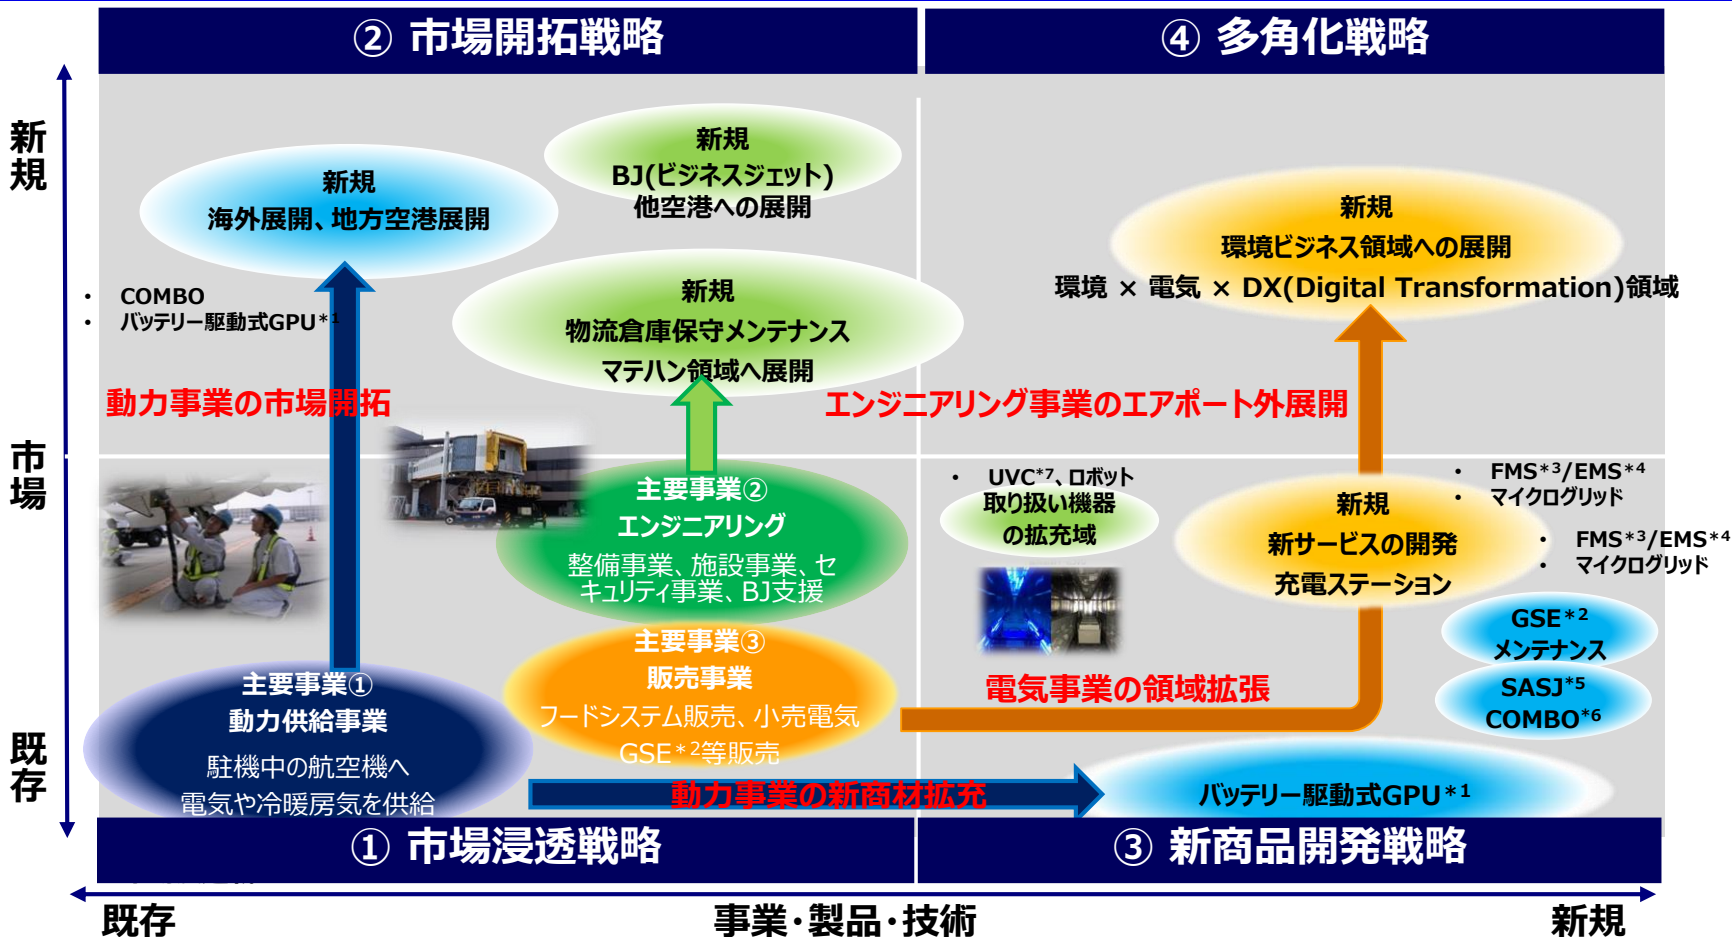 ② 市場開拓戦略
④ 多角化戦略
新規
市場
既存
新規
海外展開、地方空港展開
新規
BJ(ビジネスジェット)
他空港への展開
新規
物流倉庫保守メンテナンス
マテハン領域へ展開
新規
環境ビジネス領域への展開
環境 × 電気 × DX(Digital Transformation)領域
・ COMBO
・ バッテリー駆動式GPU*1
動力事業の市場開拓
エンジニアリング事業のエアポート外展開
主要事業②
エンジニアリング
整備事業、施設事業、セ
キュリティ事業、BJ支援
・ UVC*7、ロボット
取り扱い機器
の拡充域
新規
新サービスの開発
充電ステーション
・ FMS*3/EMS*4
・ マイクログリッド
・ FMS*3/EMS*4
・ マイクログリッド
主要事業③
販売事業
フードシステム販売、小売電気
GSE*2等販売
電気事業の領域拡張
GSE*2
メンテナンス
SASJ*5
COMBO*6
主要事業①
動力供給事業
駐機中の航空機へ
電気や冷暖房気を供給
動力事業の新商材拡充
バッテリー駆動式GPU*1
① 市場浸透戦略
③ 新商品開発戦略
既存
事業・製品・技術
新規